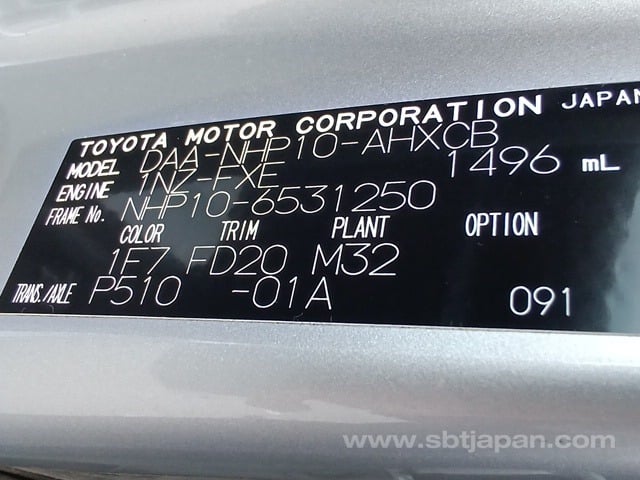 TOYOTA MOTOR CORPORATION JAPAN
MODEL DAA-NHP10-AHXCB
ENGINE 1NZ-FXE 1496 mL
FRAME No. NHP10-6531250
COLOR TRIM PLANT OPTION
1F7 FD20 M32
TRANS./AXLE P510 -01A 091
www.sbtjapan.com